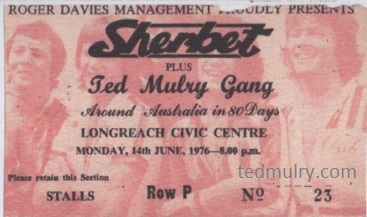 ROGER DAVIES MANAGEMENT PROUDLY PRESENTS
Sherbet
PLUS
Ted Mulry Gang
Around Australia in 80 Days
LONGREACH CIVIC CENTRE
MONDAY, 14th JUNE, 1976—8.00 p.m.
tedmulry.com
Please retain this Section
STALLS Row P Nº 23